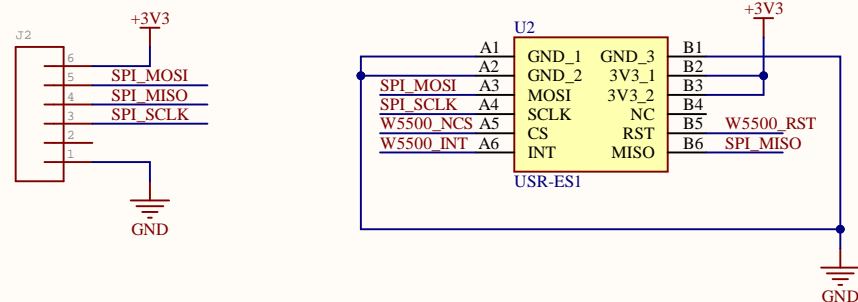 +3V3
J2
6
5 SPI_MOSI
4 SPI_MISO
3 SPI_SCLK
2
1
GND
+3V3
U2
A1 GND_1 GND_3 B1
A2 GND_2 3V3_1 B2
SPI_MOSI A3 MOSI 3V3_2 B3
SPI_SCLK A4 SCLK NC B4
W5500_NCS A5 CS RST B5 W5500_RST
W5500_INT A6 INT MISO B6 SPI_MISO
USR-ES1
GND